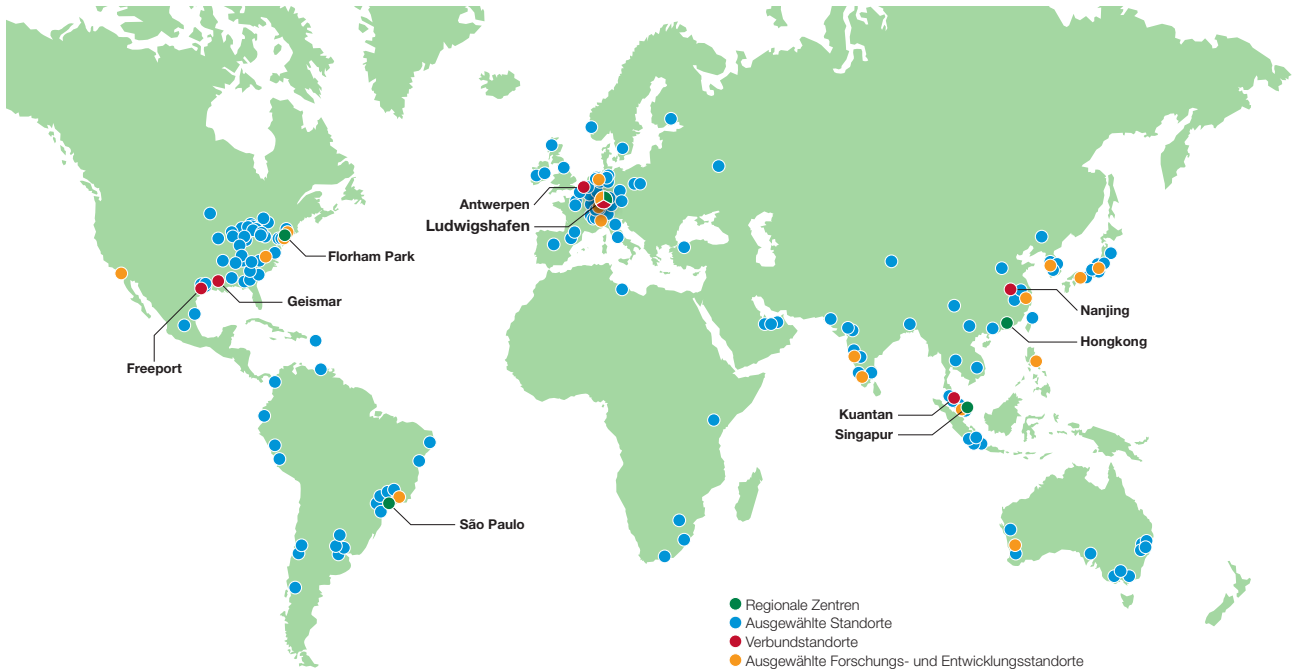 Antwerpen
Ludwigshafen
Florham Park
Geismar
Freeport
Nanjing
Hongkong
Kuantan
Singapur
São Paulo
Regionale Zentren
Ausgewählte Standorte
Verbundstandorte
Ausgewählte Forschungs- und Entwicklungsstandorte